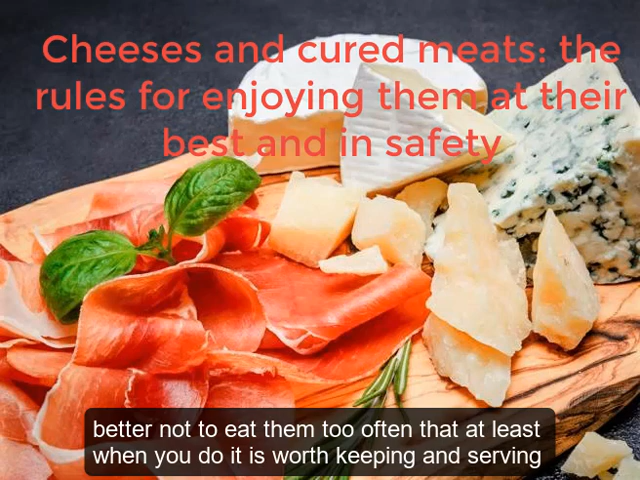 Cheeses and cured meats: the
rules for enjoying them at their
best and in safety
better not to eat them too often that at least
when you do it is worth keeping and serving